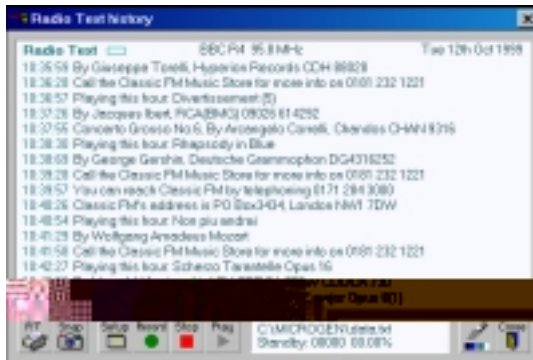 Radio Text history
Radio Text BBC R4 95.8 MHz Tue 12th Oct 1999
18:35:59 By Giuseppe Torelli, Hyperion Records CDH 88028
18:36:28 Call the Classic FM Music Store for more info on 0181 232 1221
18:36:57 Playing this hour: Divertissement (5)
18:37:26 By Jacques Ibert, RCA(BMG) 09026 614292
18:37:55 Concerto Grosso No.6, By Arcangelo Correlli, Chandos CHAN 9316
18:38:30 Playing this hour: Rhapsody in Blue
By George Gershin, Deutsche Grammophon DG4316252
18:39:28 Call the Classic FM Music Store for more info on 0181 232 1221
18:39:57 You can reach Classic FM by telephoning 0171 284 3000
18:40:26 Classic FM's address is PO Box3434, London NW1 7DW
18:40:54 Playing this hour: Non piu andrai
18:41:29 By Wolfgang Amadeus Mozart
18:41:58 Call the Classic FM Music Store for more info on 0181 232 1221
18:42:27 Playing this hour: Scherzo Tarantelle Opus 16
730
major Opus
RT Snap Setup Record Stop Play C:\MICROGEN\data.txt Close
Standby: 00000 00.00%